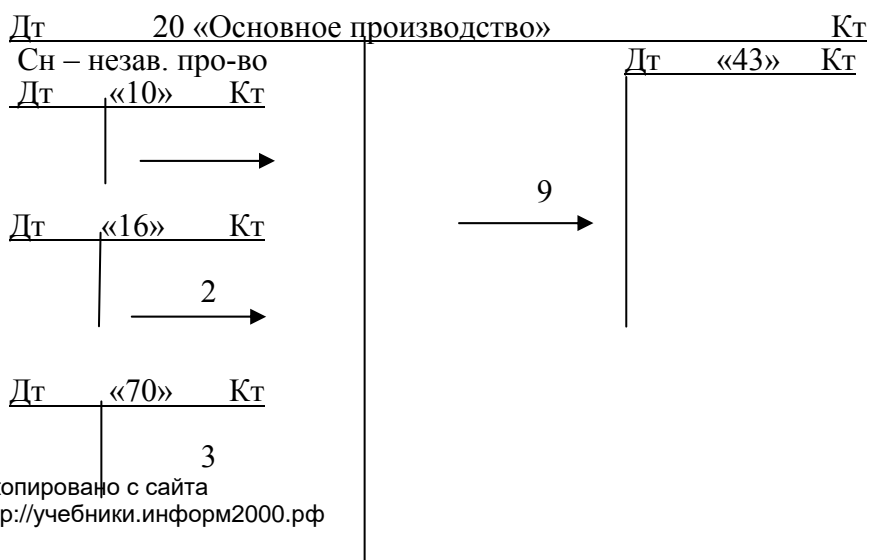 Дт 20 «Основное производство» Кт
Сн – незав. про-во
Дт «43» Кт
Дт «10» Кт
9
Дт «16» Кт
2
Дт «70» Кт
3
копировано с сайта
р://учебники.информ2000.рф